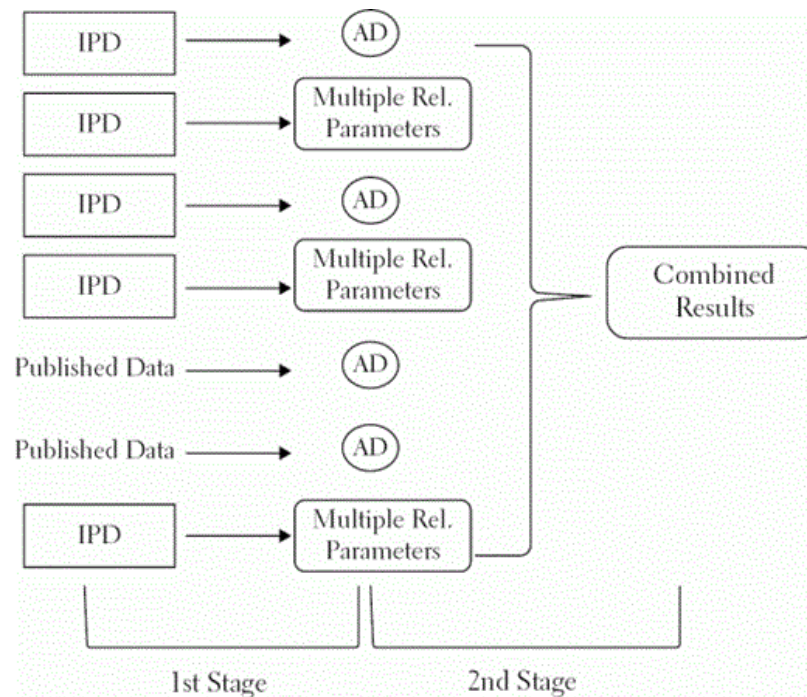 IPD
AD
IPD
Multiple Rel.
Parameters
IPD
AD
IPD
Multiple Rel.
Parameters
Combined
Results
Published Data
AD
Published Data
AD
IPD
Multiple Rel.
Parameters
1st Stage
2nd Stage